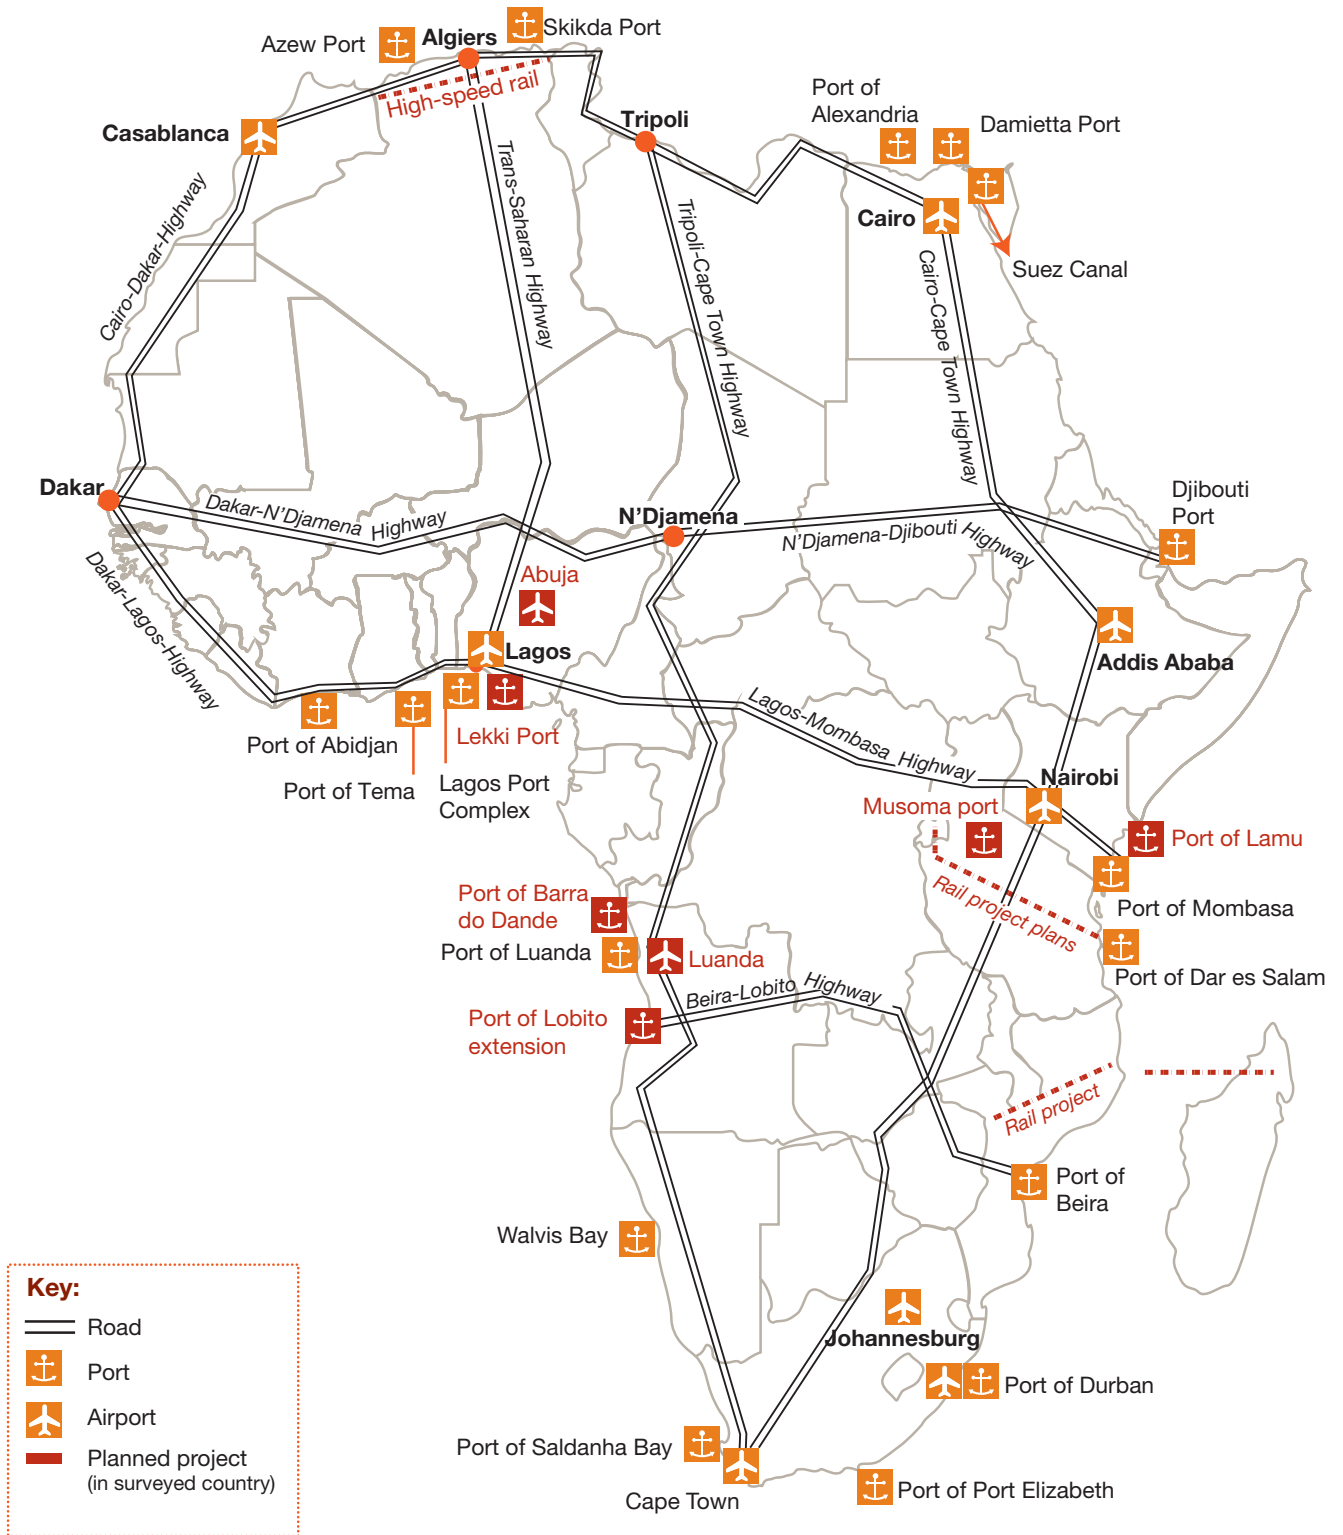 Skikda Port
Azew Port
Algiers
High-speed rail
Casablanca
Tripoli
Port of
Alexandria
Damietta Port
Cairo
Suez Canal
Cairo-Dakar-Highway
Trans-Saharan Highway
Tripoli-Cape Town Highway
Cairo-Cape Town Highway
Dakar
Dakar-N'Djamena Highway
N'Djamena
N'Djamena-Djibouti Highway
Djibouti
Port
Abuja
Dakar-Lagos-Highway
Lagos
Addis Ababa
Port of Abidjan
Lekki Port
Port of Tema
Lagos Port
Complex
Lagos-Mombasa Highway
Nairobi
Musoma port
Port of Lamu
Rail project plans
Port of Mombasa
Port of Barra
do Dande
Port of Luanda
Luanda
Port of Dar es Salam
Beira-Lobito Highway
Port of Lobito
extension
Rail project
Port of
Beira
Walvis Bay
Johannesburg
Port of Durban
Port of Saldanha Bay
Cape Town
Port of Port Elizabeth
Key:
Road
Port
Airport
Planned project
(in surveyed country)